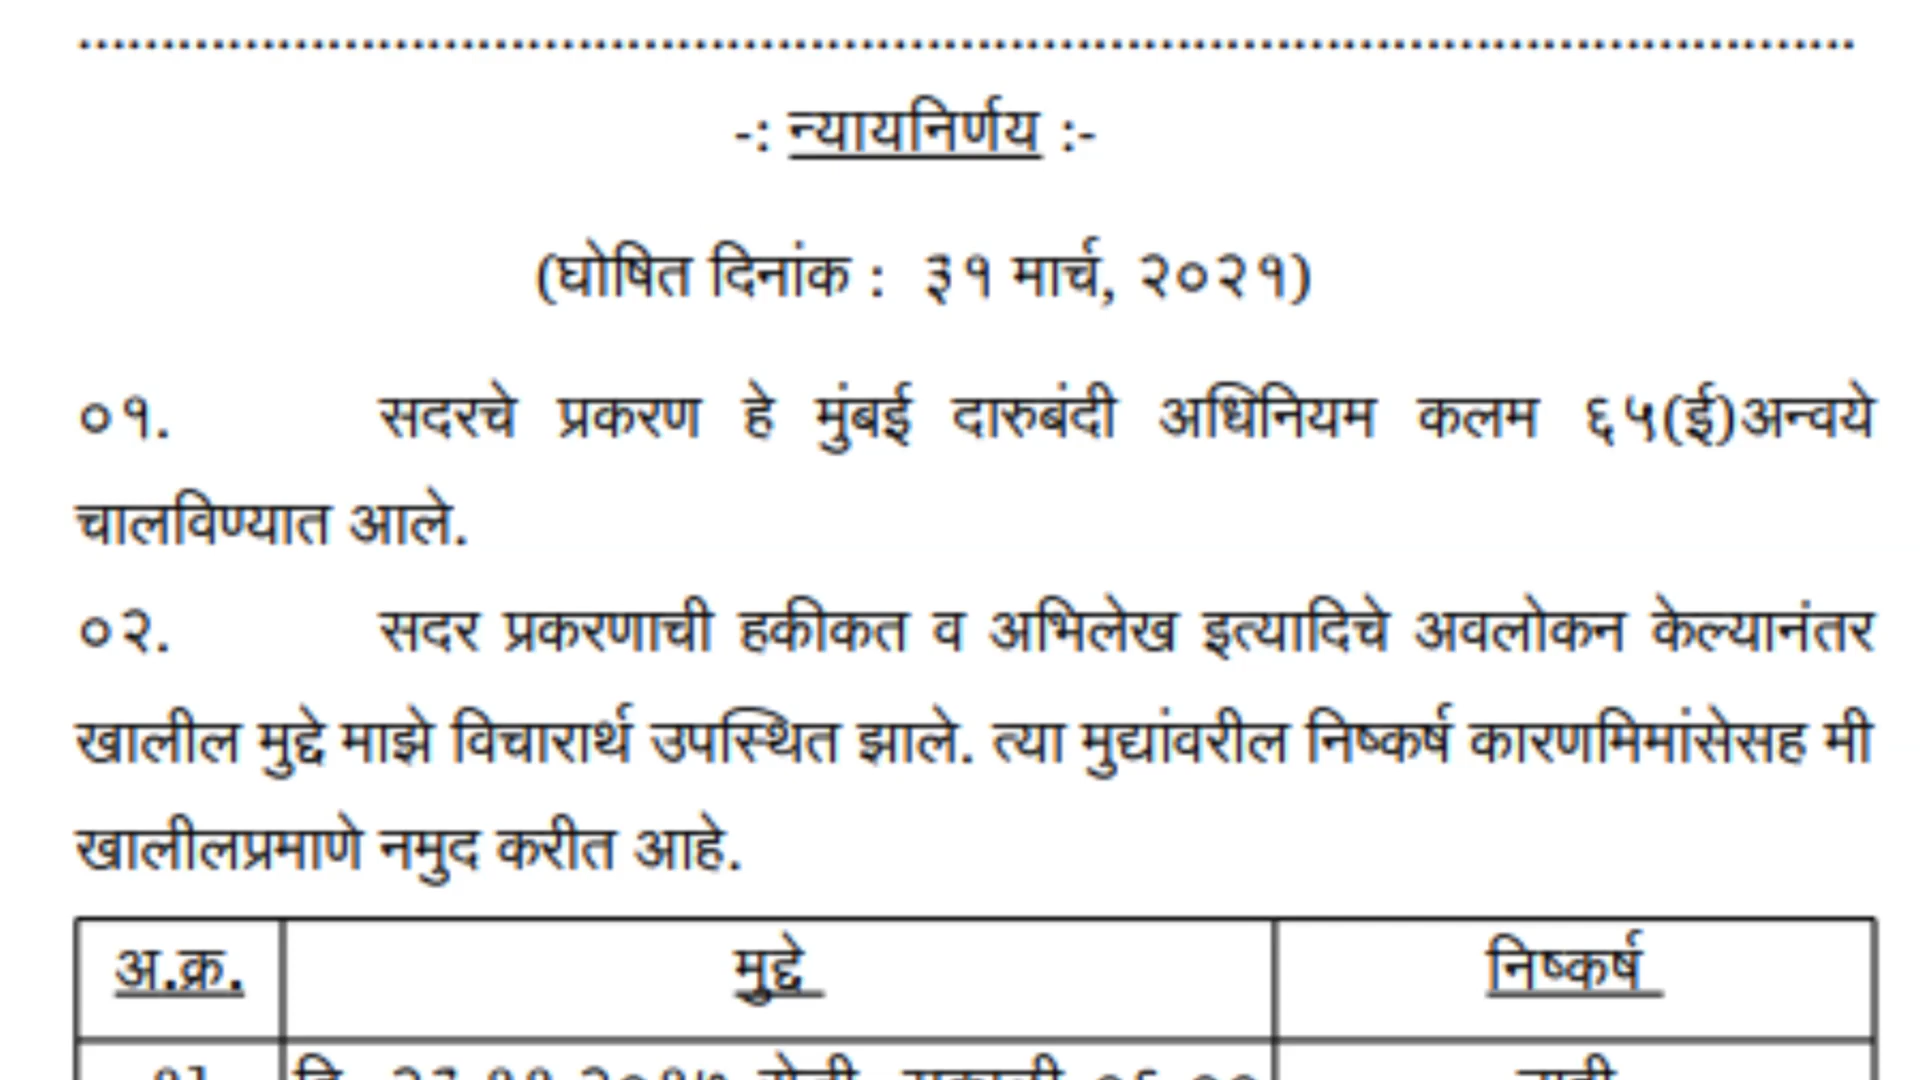 -: न्यायनिर्णय :-
(घोषित दिनांक : ३१ मार्च, २०२१)
०१. सदरचे प्रकरण हे मुंबई दारुबंदी अधिनियम कलम ६५(ई)अन्वये
चालविण्यात आले.
०२. सदर प्रकरणाची हकीकत व अभिलेख इत्यादिचे अवलोकन केल्यानंतर
खालील मुद्दे माझे विचारार्थ उपस्थित झाले. त्या मुद्यांवरील निष्कर्ष कारणमिमांसेसह मी
खालीलप्रमाणे नमुद करीत आहे.
अ.क्र. मुद्दे निष्कर्ष